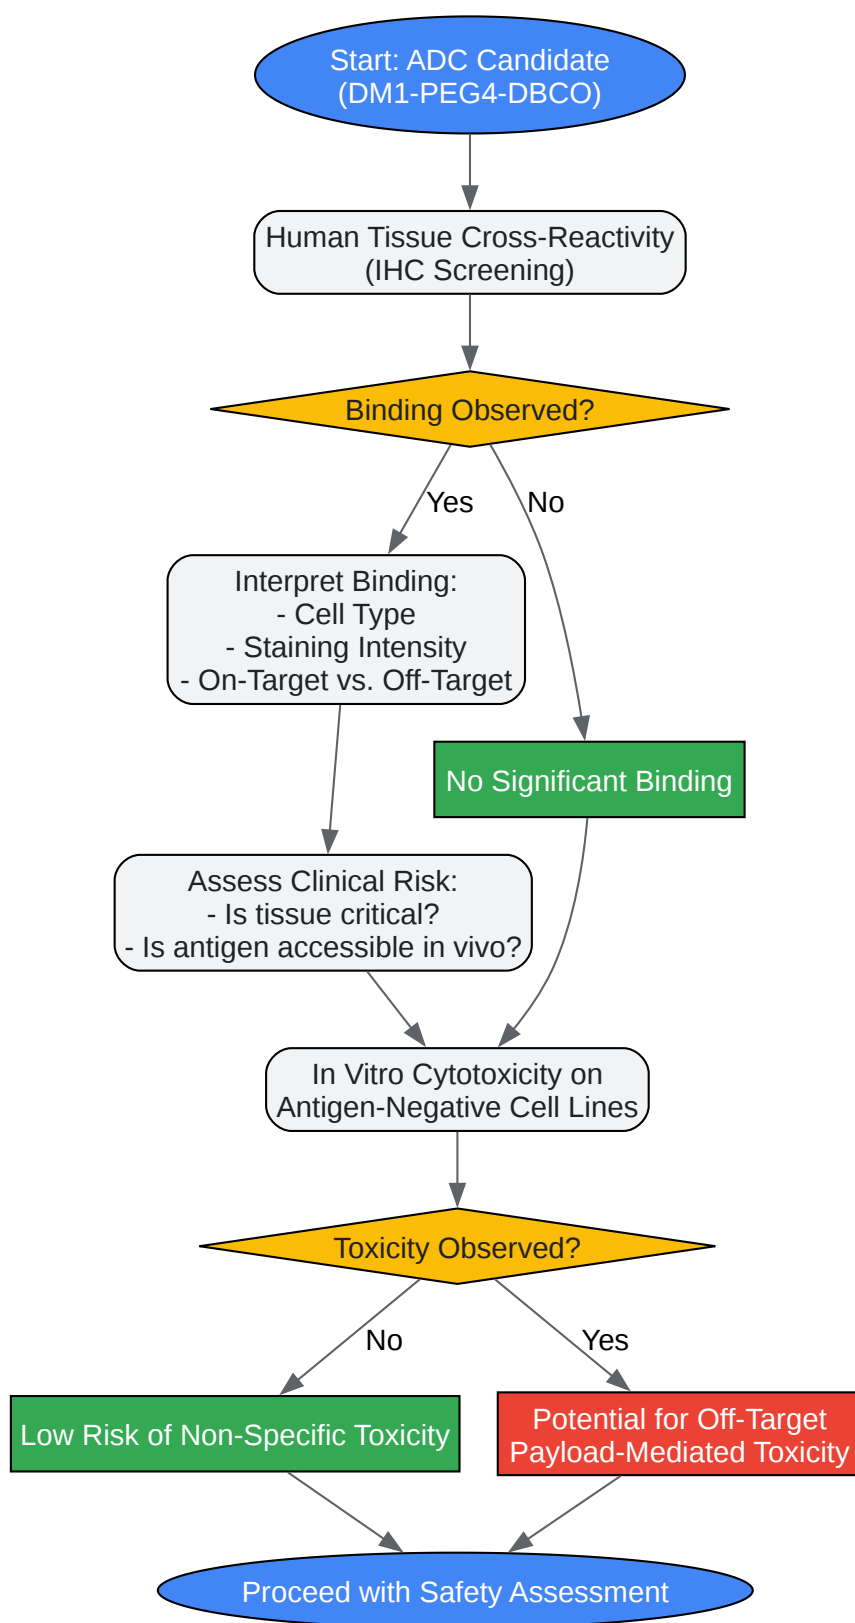 Start: ADC Candidate
(DM1-PEG4-DBCO)
Human Tissue Cross-Reactivity
(IHC Screening)
Binding Observed?
Yes
No
Interpret Binding:
- Cell Type
- Staining Intensity
- On-Target vs. Off-Target
No Significant Binding
Assess Clinical Risk:
- Is tissue critical?
- Is antigen accessible in vivo?
In Vitro Cytotoxicity on
Antigen-Negative Cell Lines
Toxicity Observed?
No
Yes
Low Risk of Non-Specific Toxicity
Potential for Off-Target
Payload-Mediated Toxicity
Proceed with Safety Assessment